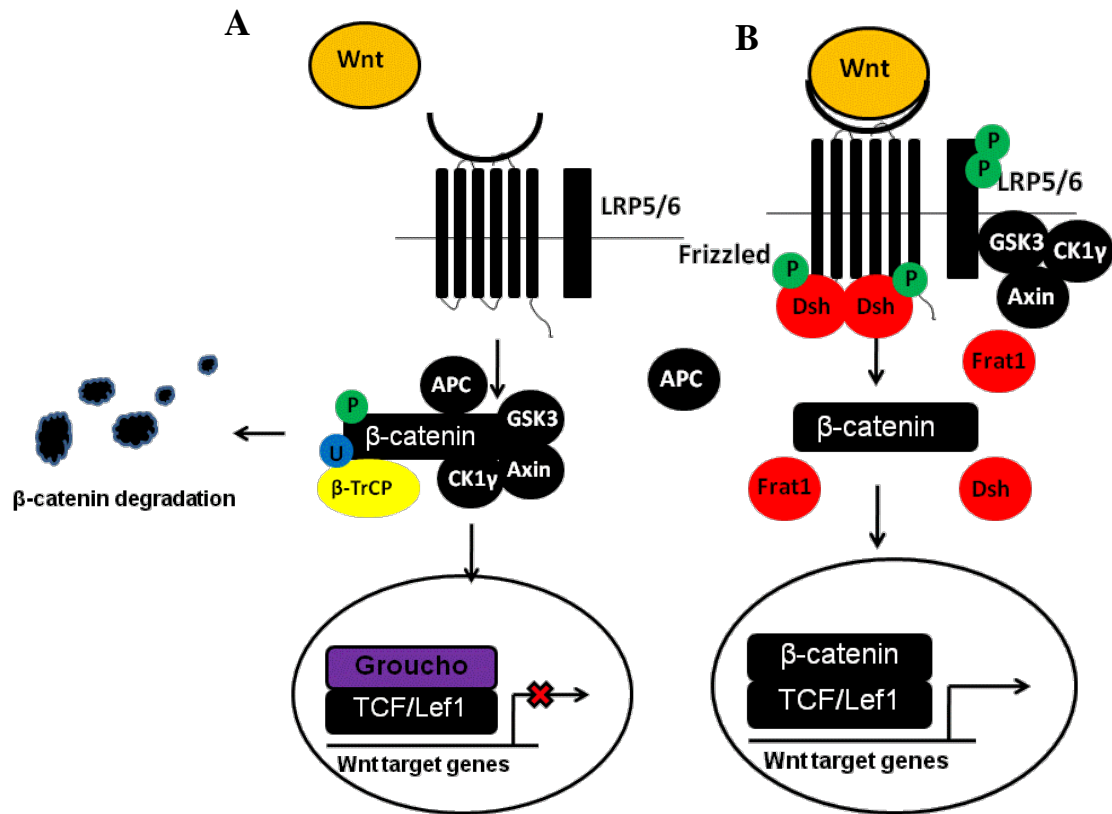 A
Wnt
LRP5/6
APC
P
β-catenin
GSK3
U
β-TrCP
CK1γ
Axin
β-catenin degradation
Groucho
TCF/Lef1
Wnt target genes
B
Wnt
P
P
LRP5/6
Frizzled
GSK3
CK1γ
P
P
Dsh
Dsh
Axin
Frat1
APC
β-catenin
Frat1
Dsh
β-catenin
TCF/Lef1
Wnt target genes